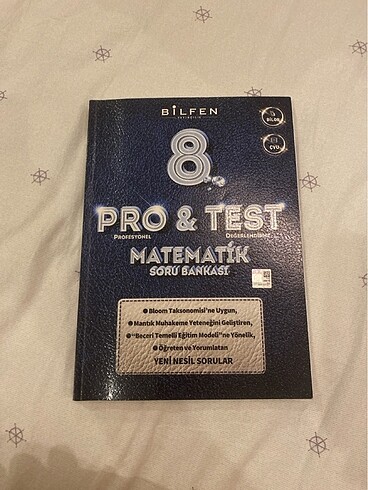 BİLFEN
YAYINCILIK
8.
PRO & TEST
PROFESYONEL DEĞERLENDİRME
MATEMATİK
SORU BANKASI
●Bloom Taksonomisi'ne Uygun,
●Mantık Muhakeme Yeteneğini Geliştiren,
●"Beceri Temelli Eğitim Modeli"ne Yönelik,
●Öğreten ve Yorumlatan
YENİ NESİL SORULAR